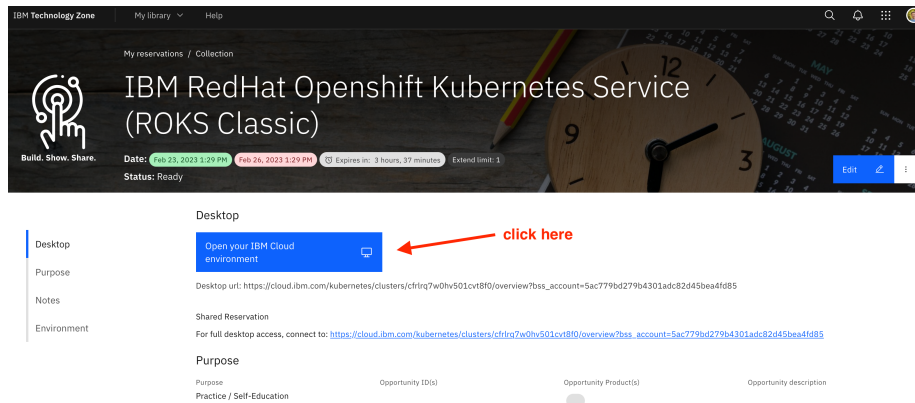 IBM Technology Zone My library Help
My reservations / Collection
IBM RedHat Openshift Kubernetes Service
(ROKS Classic)
Build. Show. Share.
Date: Feb 23, 2023 1:29 PM Feb 26, 2023 1:29 PM Expires in: 3 hours, 37 minutes Extend limit: 1
Status: Ready
Edit
12
9
3
MAY
AUGUST
Desktop
Purpose
Notes
Environment
Desktop
Open your IBM Cloud
environment
click here
Desktop url: https://cloud.ibm.com/kubernetes/clusters/cfrlrq7w0hv501cvt8f0/overview?bss_account=5ac779bd279b4301adc82d45bea4fd85
Shared Reservation
For full desktop access, connect to: https://cloud.ibm.com/kubernetes/clusters/cfrlrq7w0hv501cvt8f0/overview?bss_account=5ac779bd279b4301adc82d45bea4fd85
Purpose
Purpose Opportunity ID(s) Opportunity Product(s) Opportunity description
Practice / Self-Education